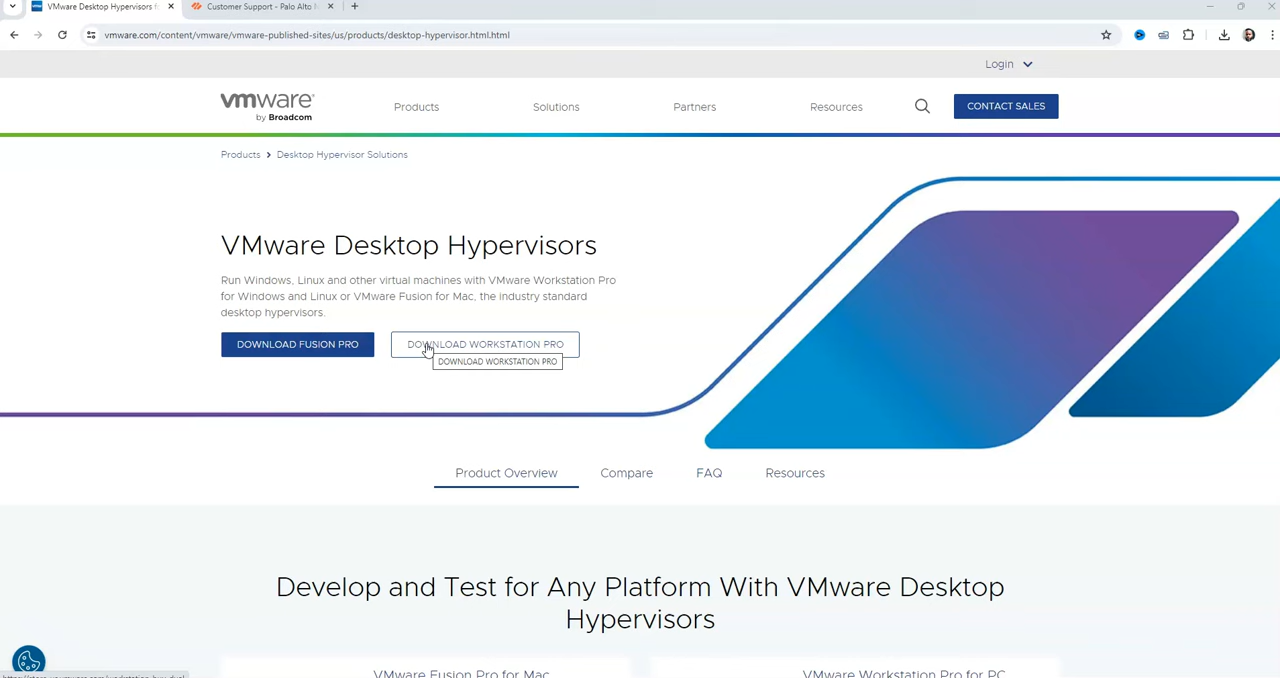 VMware Desktop Hypervisors fo
Customer Support - Palo Alto N
vmware.com/content/vmware/vmware-published-sites/us/products/desktop-hypervisor.html.html
Login
vmware®
by Broadcom
Products
Solutions
Partners
Resources
CONTACT SALES
Products
Desktop Hypervisor Solutions
VMware Desktop Hypervisors
Run Windows, Linux and other virtual machines with VMware Workstation Pro
for Windows and Linux or VMware Fusion for Mac, the industry standard
desktop hypervisors.
DOWNLOAD FUSION PRO
DOWNLOAD WORKSTATION PRO
DOWNLOAD WORKSTATION PRO
Product Overview
Compare
FAQ
Resources
Develop and Test for Any Platform With VMware Desktop
Hypervisors
VMware Fusion Pro for Mac
VMware Workstation Pro for PC